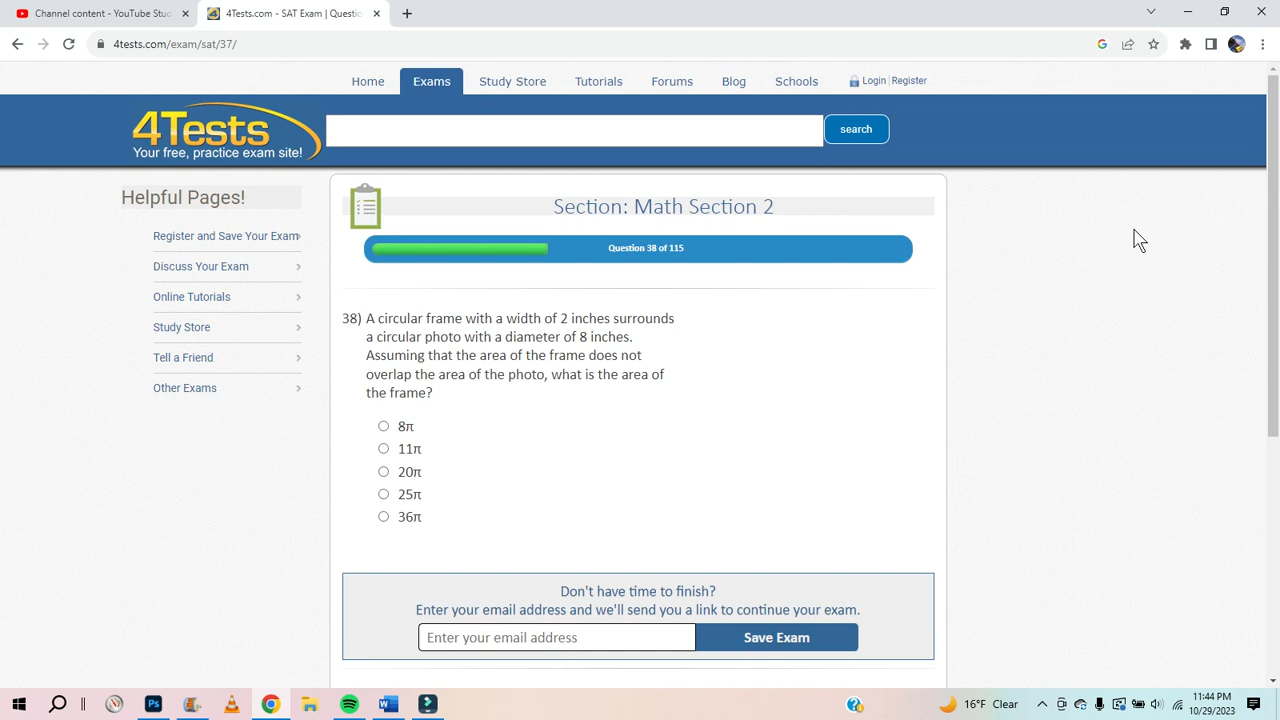 Channel content - YouTube Stud
4Tests.com - SAT Exam | Questio
4tests.com/exam/sat/37/
Home
Exams
Study Store
Tutorials
Forums
Blog
Schools
Login
Register
4Tests
Your free, practice exam site!
search
Helpful Pages!
Register and Save Your Exam
Discuss Your Exam
Online Tutorials
Study Store
Tell a Friend
Other Exams
Section: Math Section 2
Question 38 of 115
38) A circular frame with a width of 2 inches surrounds
a circular photo with a diameter of 8 inches.
Assuming that the area of the frame does not
overlap the area of the photo, what is the area of
the frame?
8π
11π
20π
25π
36π
Don't have time to finish?
Enter your email address and we'll send you a link to continue your exam.
Enter your email address
Save Exam
16°F Clear
11:44 PM
10/29/2023